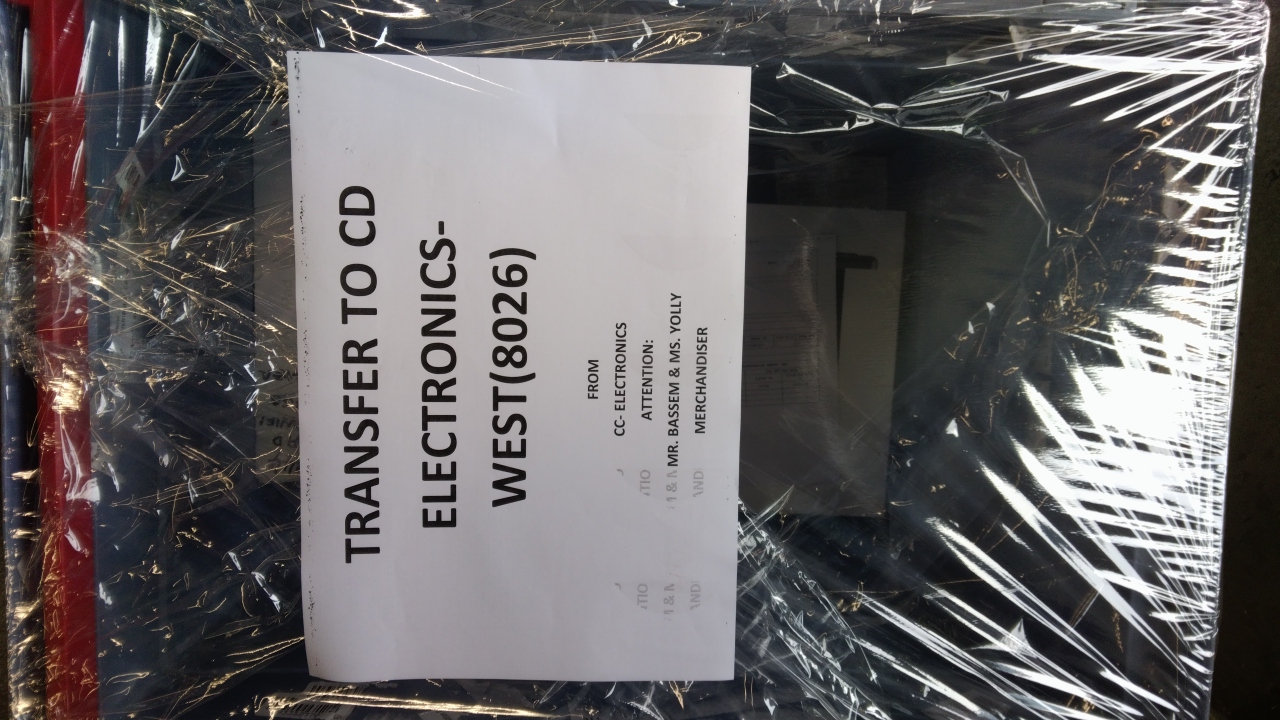 TRANSFER TO CD
ELECTRONICS-
WEST(8026)
FROM
CC- ELECTRONICS
ATTENTION:
MR. BASSEM & MS. YOLLY
MERCHANDISER